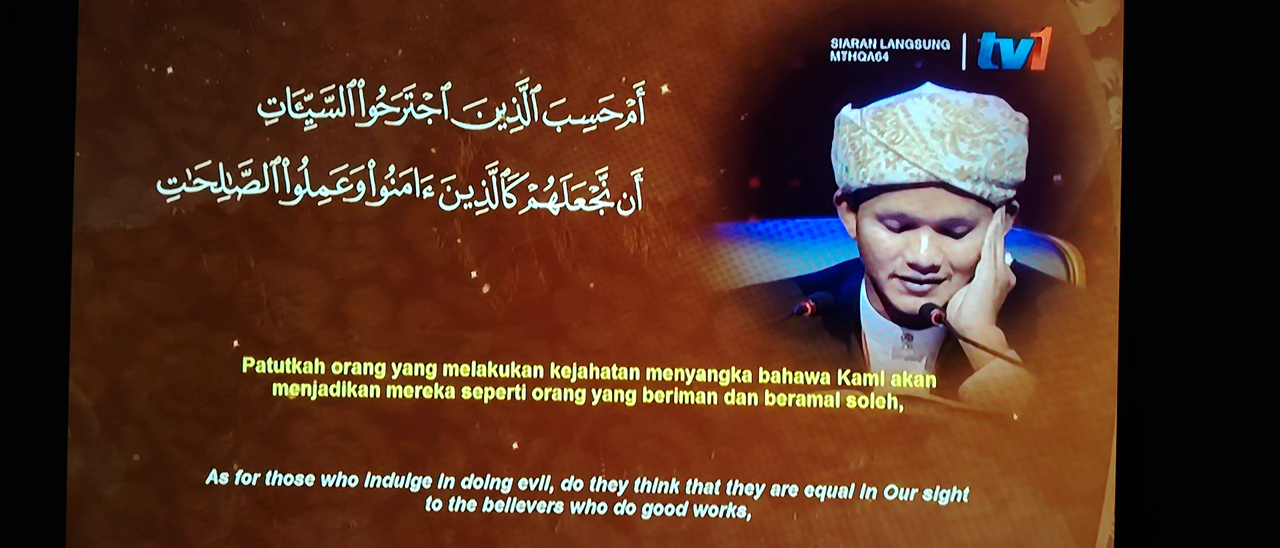 SIARAN LANGSUNG
MTHQA64
tv1
أَمْ حَسِبَ ٱلَّذِينَ ٱجْتَرَحُوا۟ ٱلسَّيِّـَٔاتِ
أَن نَّجْعَلَهُمْ كَٱلَّذِينَ ءَامَنُوا۟ وَعَمِلُوا۟ ٱلصَّـٰلِحَـٰتِ
Patutkah orang yang melakukan kejahatan menyangka bahawa Kami akan
menjadikan mereka seperti orang yang beriman dan beramal soleh,
As for those who indulge in doing evil, do they think that they are equal in Our sight
to the believers who do good works,